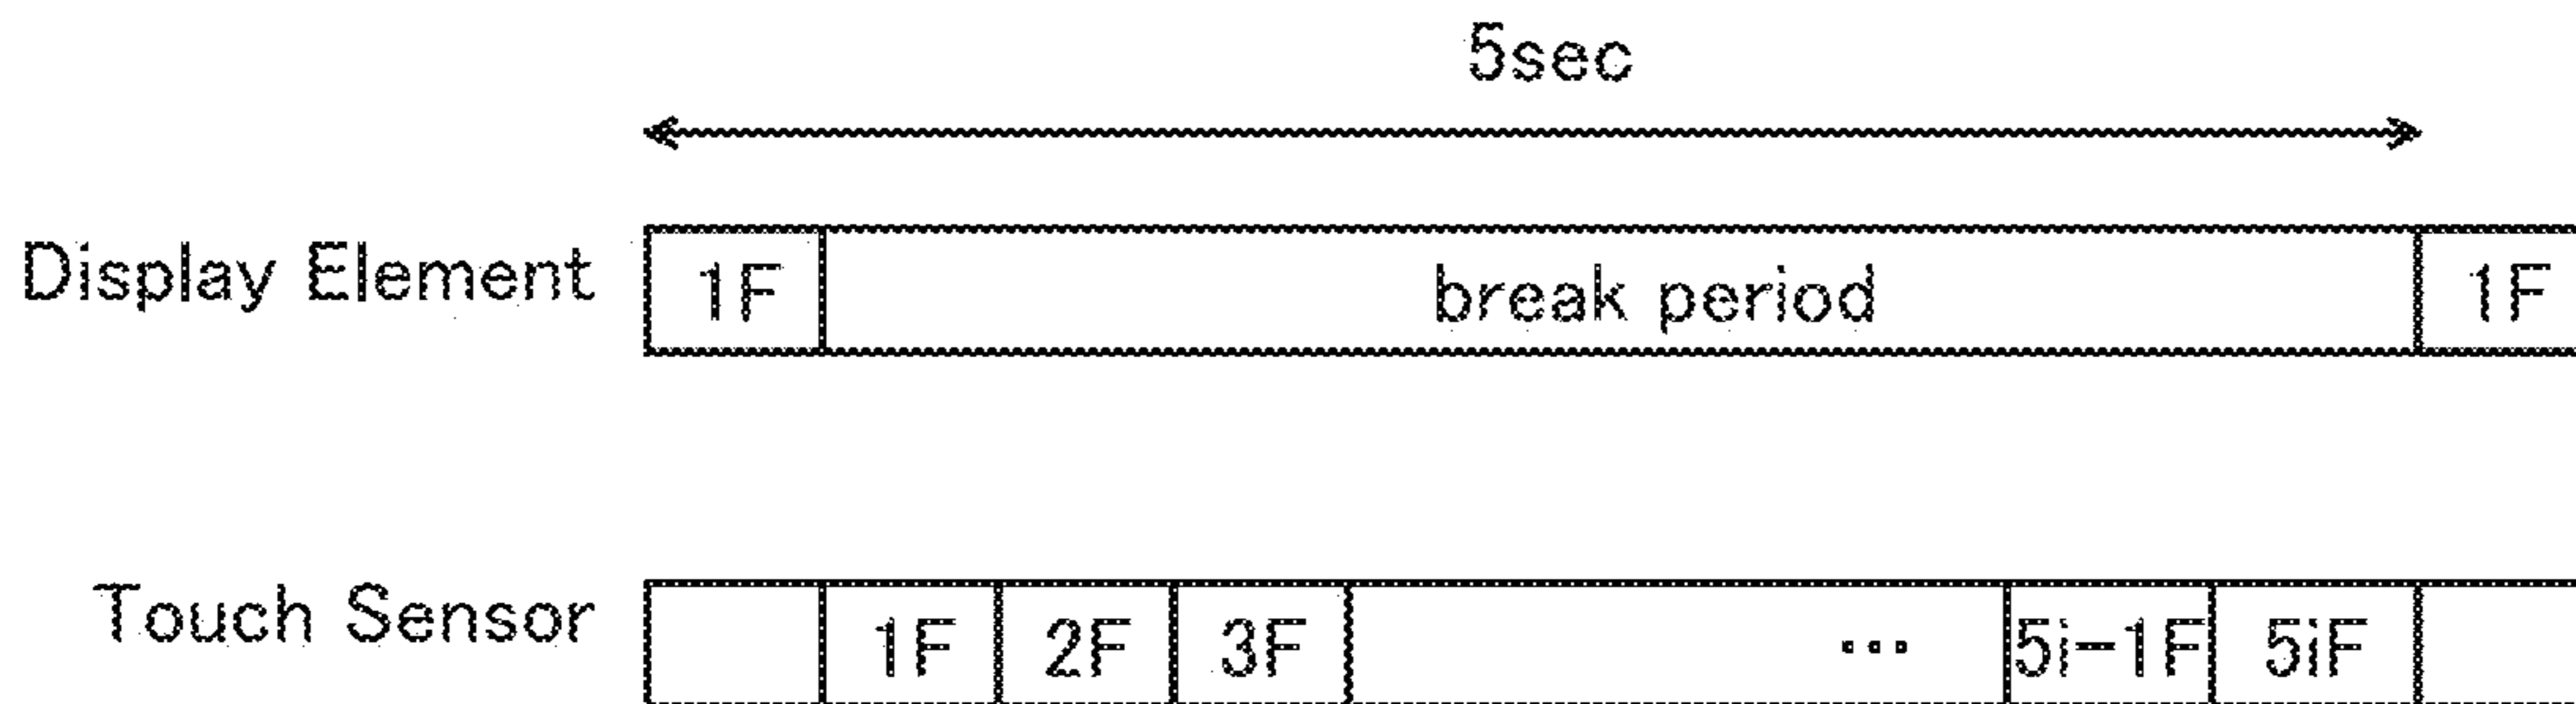 5sec
Display Element 1F break period 1F
Touch Sensor 1F 2F 3F ... 5i-1F 5iF